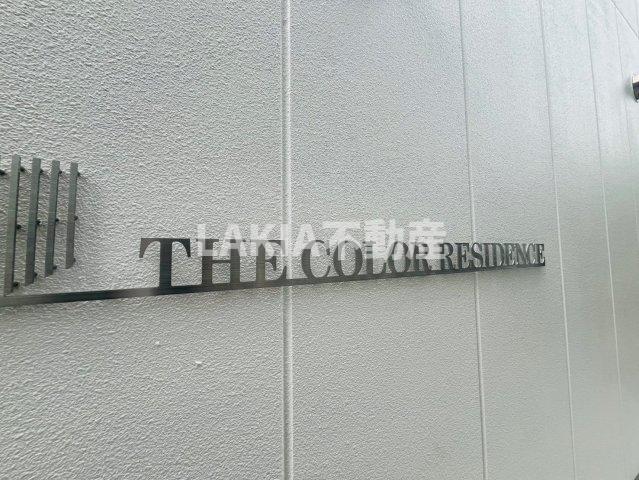 LAKIA不動産
THE COLOR RESIDENCE